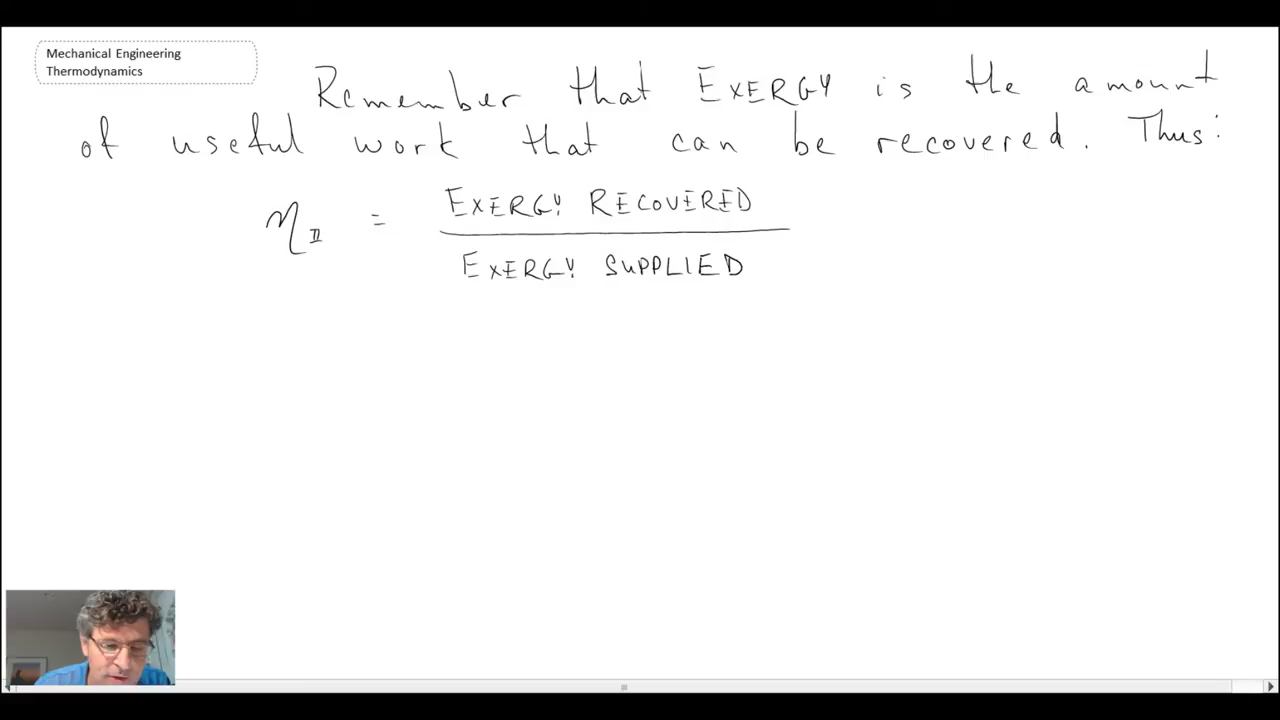 Mechanical Engineering
Thermodynamics
Remember that EXERGY is the amount
of useful work that can be recovered. Thus:
η_II = EXERGY RECOVERED
EXERGY SUPPLIED